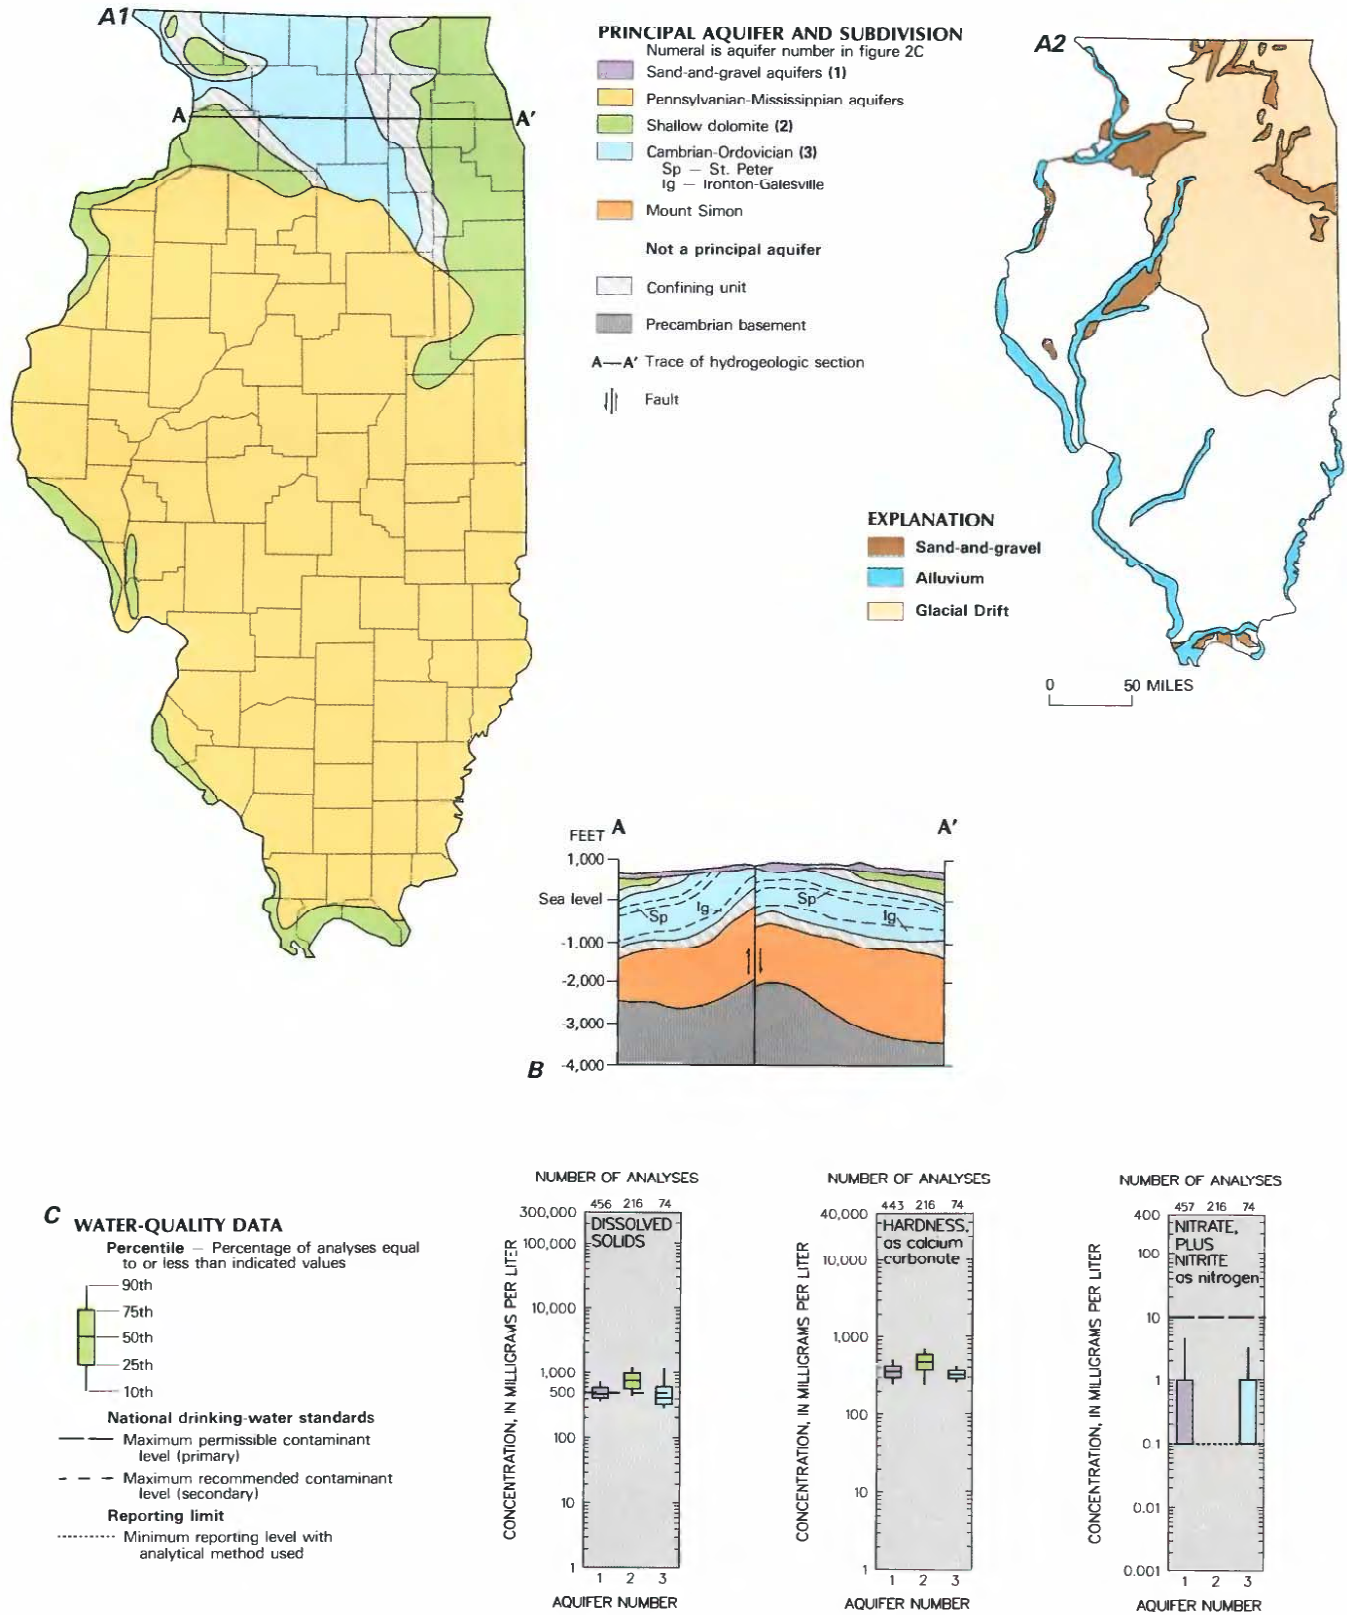 A1
A
A'
PRINCIPAL AQUIFER AND SUBDIVISION
Numeral is aquifer number in figure 2C
Sand-and-gravel aquifers (1)
Pennsylvanian-Mississippian aquifers
Shallow dolomite (2)
Cambrian-Ordovician (3)
Sp — St. Peter
Ig — Ironton-Galesville
Mount Simon
Not a principal aquifer
Confining unit
Precambrian basement
A—A' Trace of hydrogeologic section
Fault
A2
EXPLANATION
Sand-and-gravel
Alluvium
Glacial Drift
0 50 MILES
FEET A A'
1,000
Sea level
-1,000
-2,000
-3,000
-4,000
Sp Ig Sp Ig
B
C WATER-QUALITY DATA
Percentile — Percentage of analyses equal
to or less than indicated values
90th
75th
50th
25th
10th
National drinking-water standards
Maximum permissible contaminant
level (primary)
Maximum recommended contaminant
level (secondary)
Reporting limit
Minimum reporting level with
analytical method used
NUMBER OF ANALYSES
456 216 74
DISSOLVED
SOLIDS
CONCENTRATION, IN MILLIGRAMS PER LITER
300,000
100,000
10,000
1,000
500
100
10
1
1 2 3
AQUIFER NUMBER
NUMBER OF ANALYSES
443 216 74
HARDNESS,
as calcium
carbonate
CONCENTRATION, IN MILLIGRAMS PER LITER
40,000
10,000
1,000
100
10
1
1 2 3
AQUIFER NUMBER
NUMBER OF ANALYSES
457 216 74
NITRATE,
PLUS
NITRITE
as nitrogen
CONCENTRATION, IN MILLIGRAMS PER LITER
400
100
10
1
0.1
0.01
0.001
1 2 3
AQUIFER NUMBER